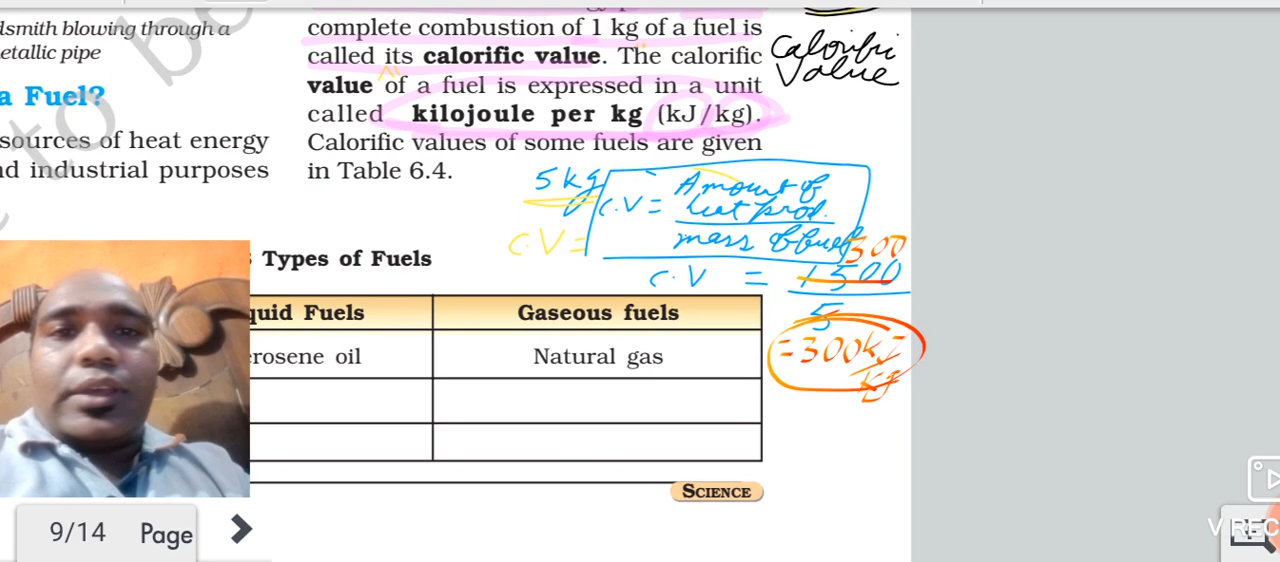 dsmith blowing through a
etallic pipe
a Fuel?
sources of heat energy
nd industrial purposes
to be
complete combustion of 1 kg of a fuel is
called its calorific value. The calorific
value of a fuel is expressed in a unit
called kilojoule per kg (kJ/kg).
Calorific values of some fuels are given
in Table 6.4.
Calorific
Value
5 kg
C.V =
C.V = Amount of
heat prod.
mass of fuel
300
C.V = 1500
5
= 300 kJ
kg
Types of Fuels
quid Fuels
Gaseous fuels
erosene oil
Natural gas
SCIENCE
9/14 Page
V REC